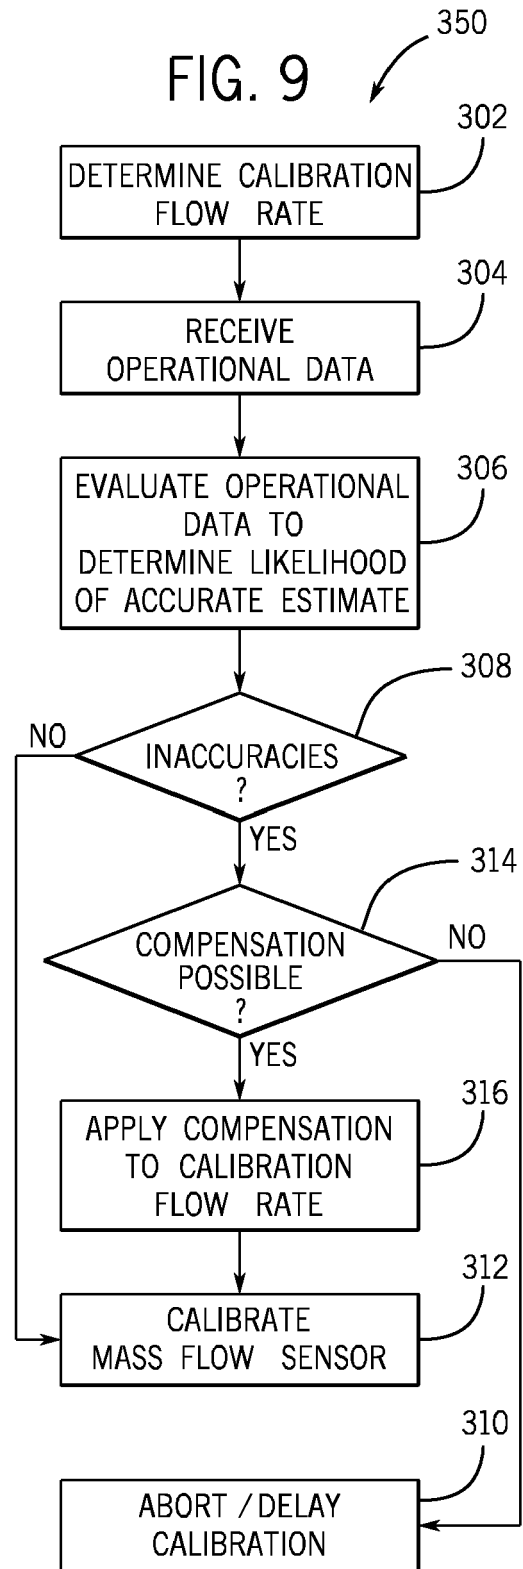 350
FIG. 9
302
DETERMINE CALIBRATION
FLOW RATE
304
RECEIVE
OPERATIONAL DATA
306
EVALUATE OPERATIONAL
DATA TO
DETERMINE LIKELIHOOD
OF ACCURATE ESTIMATE
308
NO
INACCURACIES
?
YES
314
NO
COMPENSATION
POSSIBLE
?
YES
316
APPLY COMPENSATION
TO CALIBRATION
FLOW RATE
312
CALIBRATE
MASS FLOW SENSOR
310
ABORT / DELAY
CALIBRATION